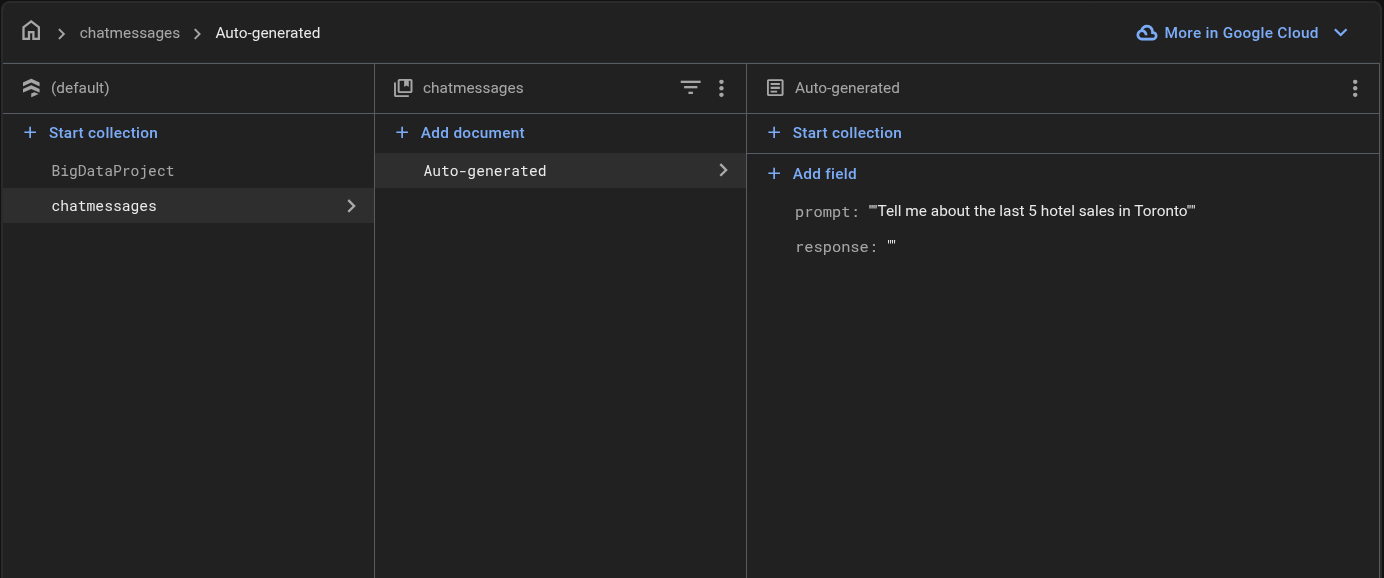 chatmessages Auto-generated More in Google Cloud
(default) chatmessages Auto-generated
Start collection Add document Start collection
BigDataProject Auto-generated Add field
chatmessages prompt: ""Tell me about the last 5 hotel sales in Toronto""
response: ""